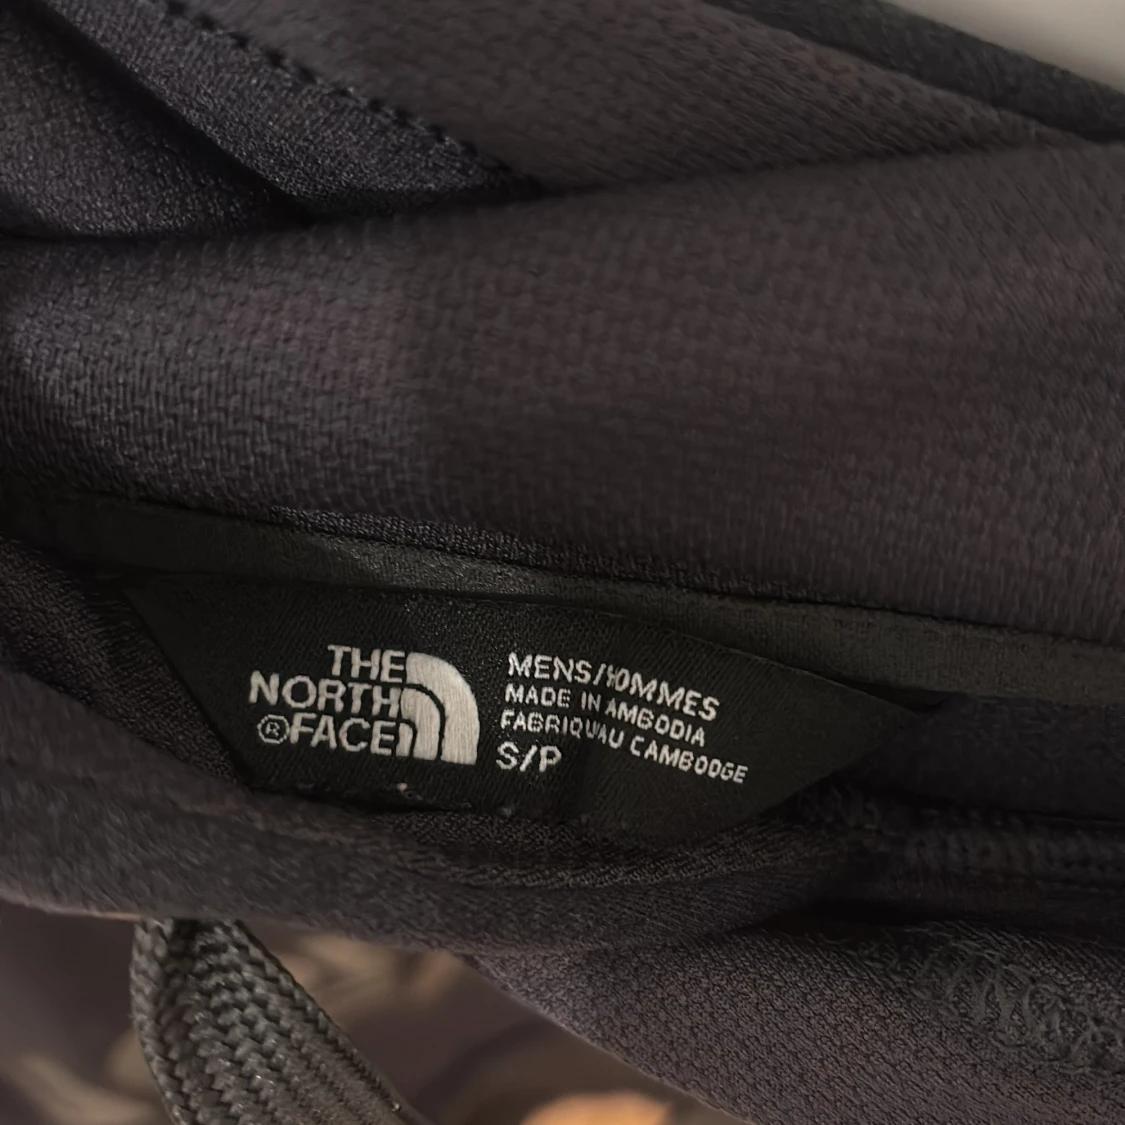 THE
NORTH
®FACE
MENS/HOMMES
MADE IN AMBODIA
FABRIQUAU CAMBODGE
S/P